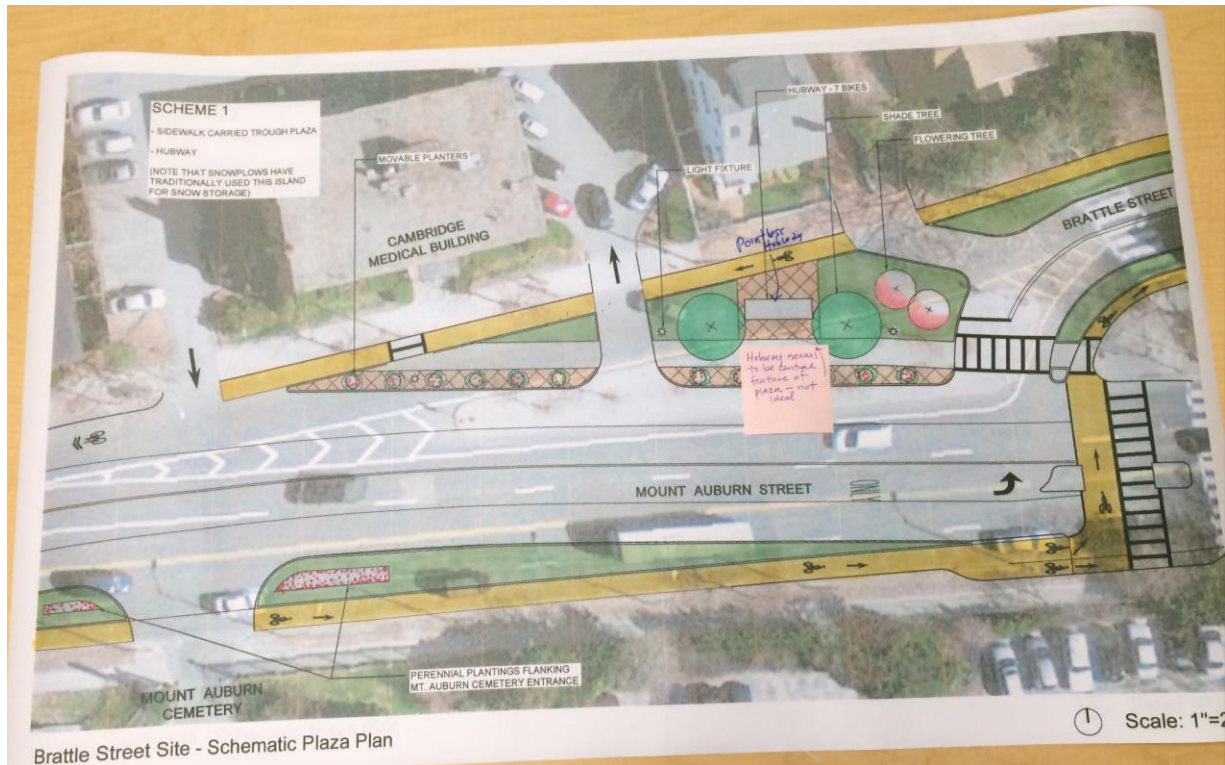 SCHEME 1
- SIDEWALK CARRIED TROUGH PLAZA
- HUBWAY
(NOTE THAT SNOWPLOWS HAVE
TRADITIONALLY USED THIS ISLAND
FOR SNOW STORAGE)
MOVABLE PLANTERS
LIGHT FIXTURE
HUBWAY - 7 BIKES
SHADE TREE
FLOWERING TREE
CAMBRIDGE
MEDICAL BUILDING
BRATTLE STREET
Pointless
Hubway
Hubway seems
to be central
feature of
plaza - not
ideal
MOUNT AUBURN STREET
ONLY
PERENNIAL PLANTINGS FLANKING
MT. AUBURN CEMETERY ENTRANCE
MOUNT AUBURN
CEMETERY
Brattle Street Site - Schematic Plaza Plan
Scale: 1"=2